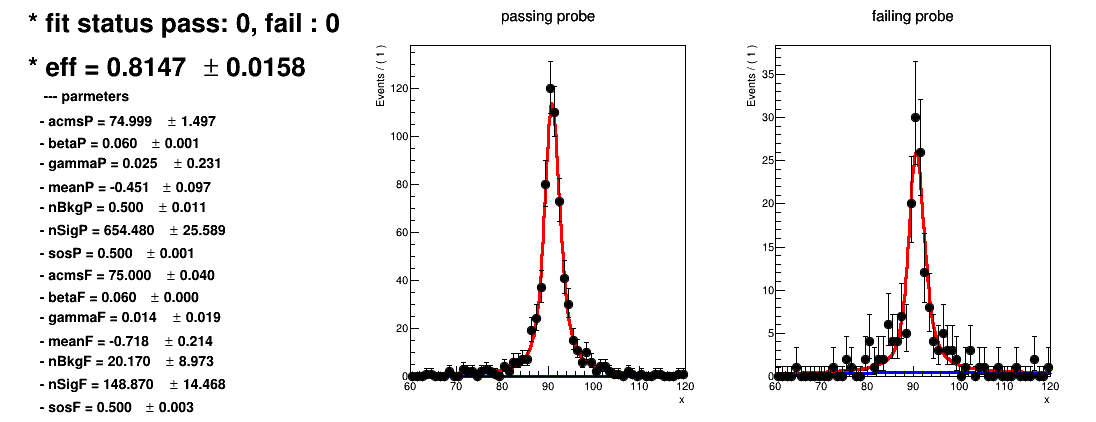 * fit status pass: 0, fail : 0
* eff = 0.8147 ± 0.0158
--- parmeters
- acmsP = 74.999 ± 1.497
- betaP = 0.060 ± 0.001
- gammaP = 0.025 ± 0.231
- meanP = -0.451 ± 0.097
- nBkgP = 0.500 ± 0.011
- nSigP = 654.480 ± 25.589
- sosP = 0.500 ± 0.001
- acmsF = 75.000 ± 0.040
- betaF = 0.060 ± 0.000
- gammaF = 0.014 ± 0.019
- meanF = -0.718 ± 0.214
- nBkgF = 20.170 ± 8.973
- nSigF = 148.870 ± 14.468
- sosF = 0.500 ± 0.003
passing probe
Events / ( 1 )
120
100
80
60
40
20
0
60 70 80 90 100 110 120
x
failing probe
Events / ( 1 )
35
30
25
20
15
10
5
0
60 70 80 90 100 110 120
x